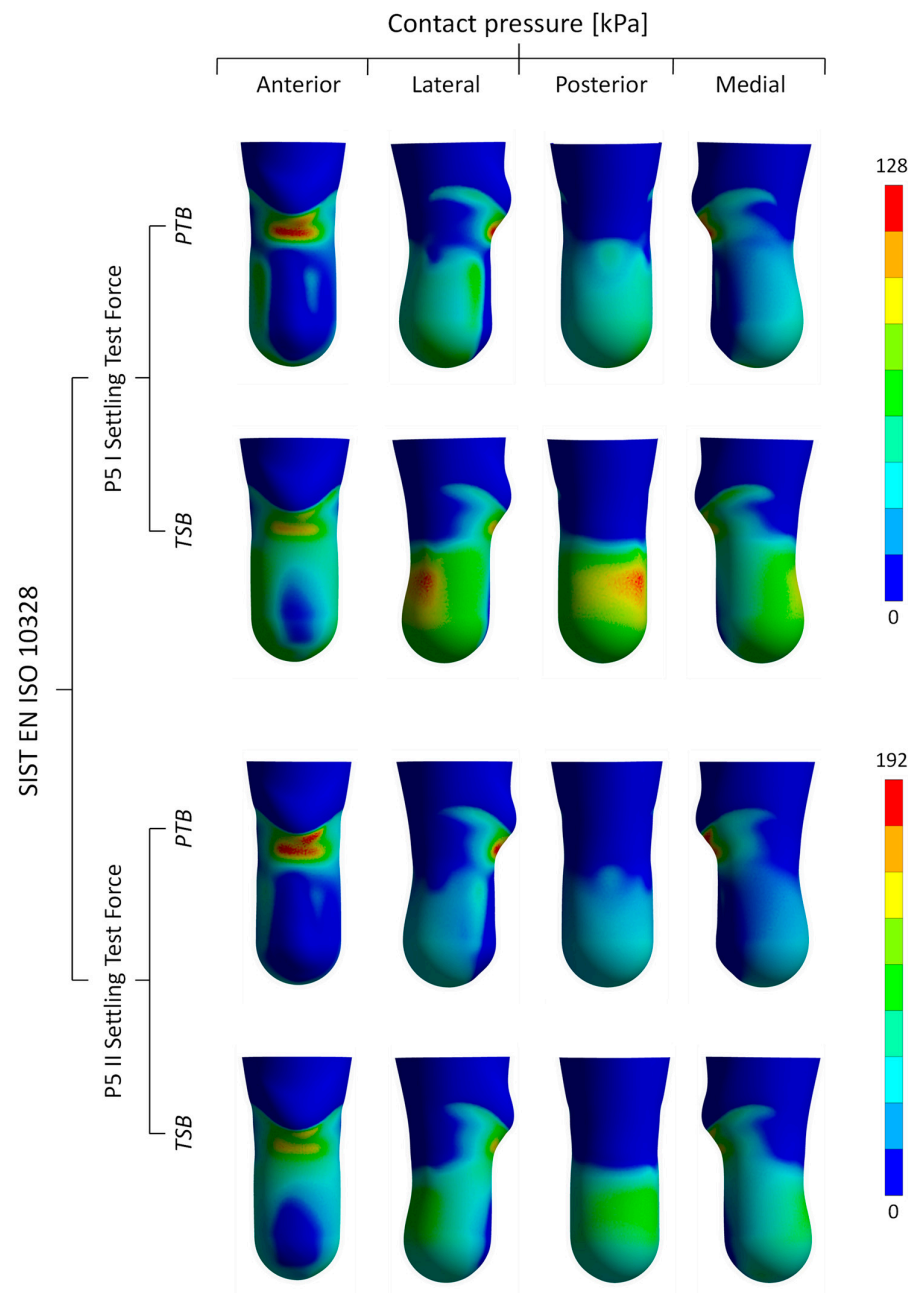 Contact pressure [kPa]
Anterior Lateral Posterior Medial
128
PTB
P5 I Settling Test Force
TSB
0
SIST EN ISO 10328
192
PTB
P5 II Settling Test Force
TSB
0